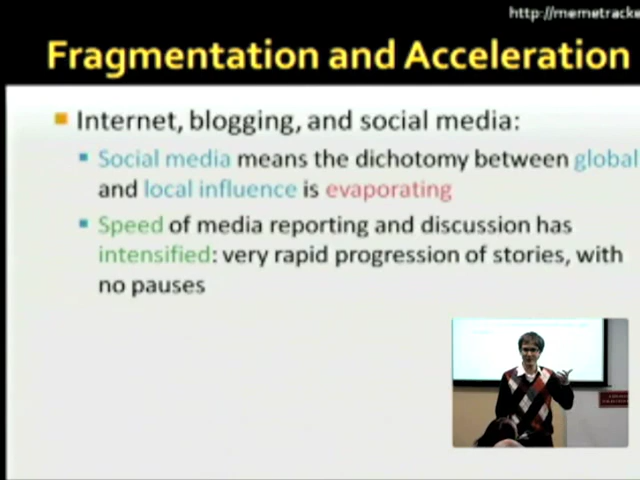 http://memetracke
Fragmentation and Acceleration
Internet, blogging, and social media:
Social media means the dichotomy between global
and local influence is evaporating
Speed of media reporting and discussion has
intensified: very rapid progression of stories, with
no pauses